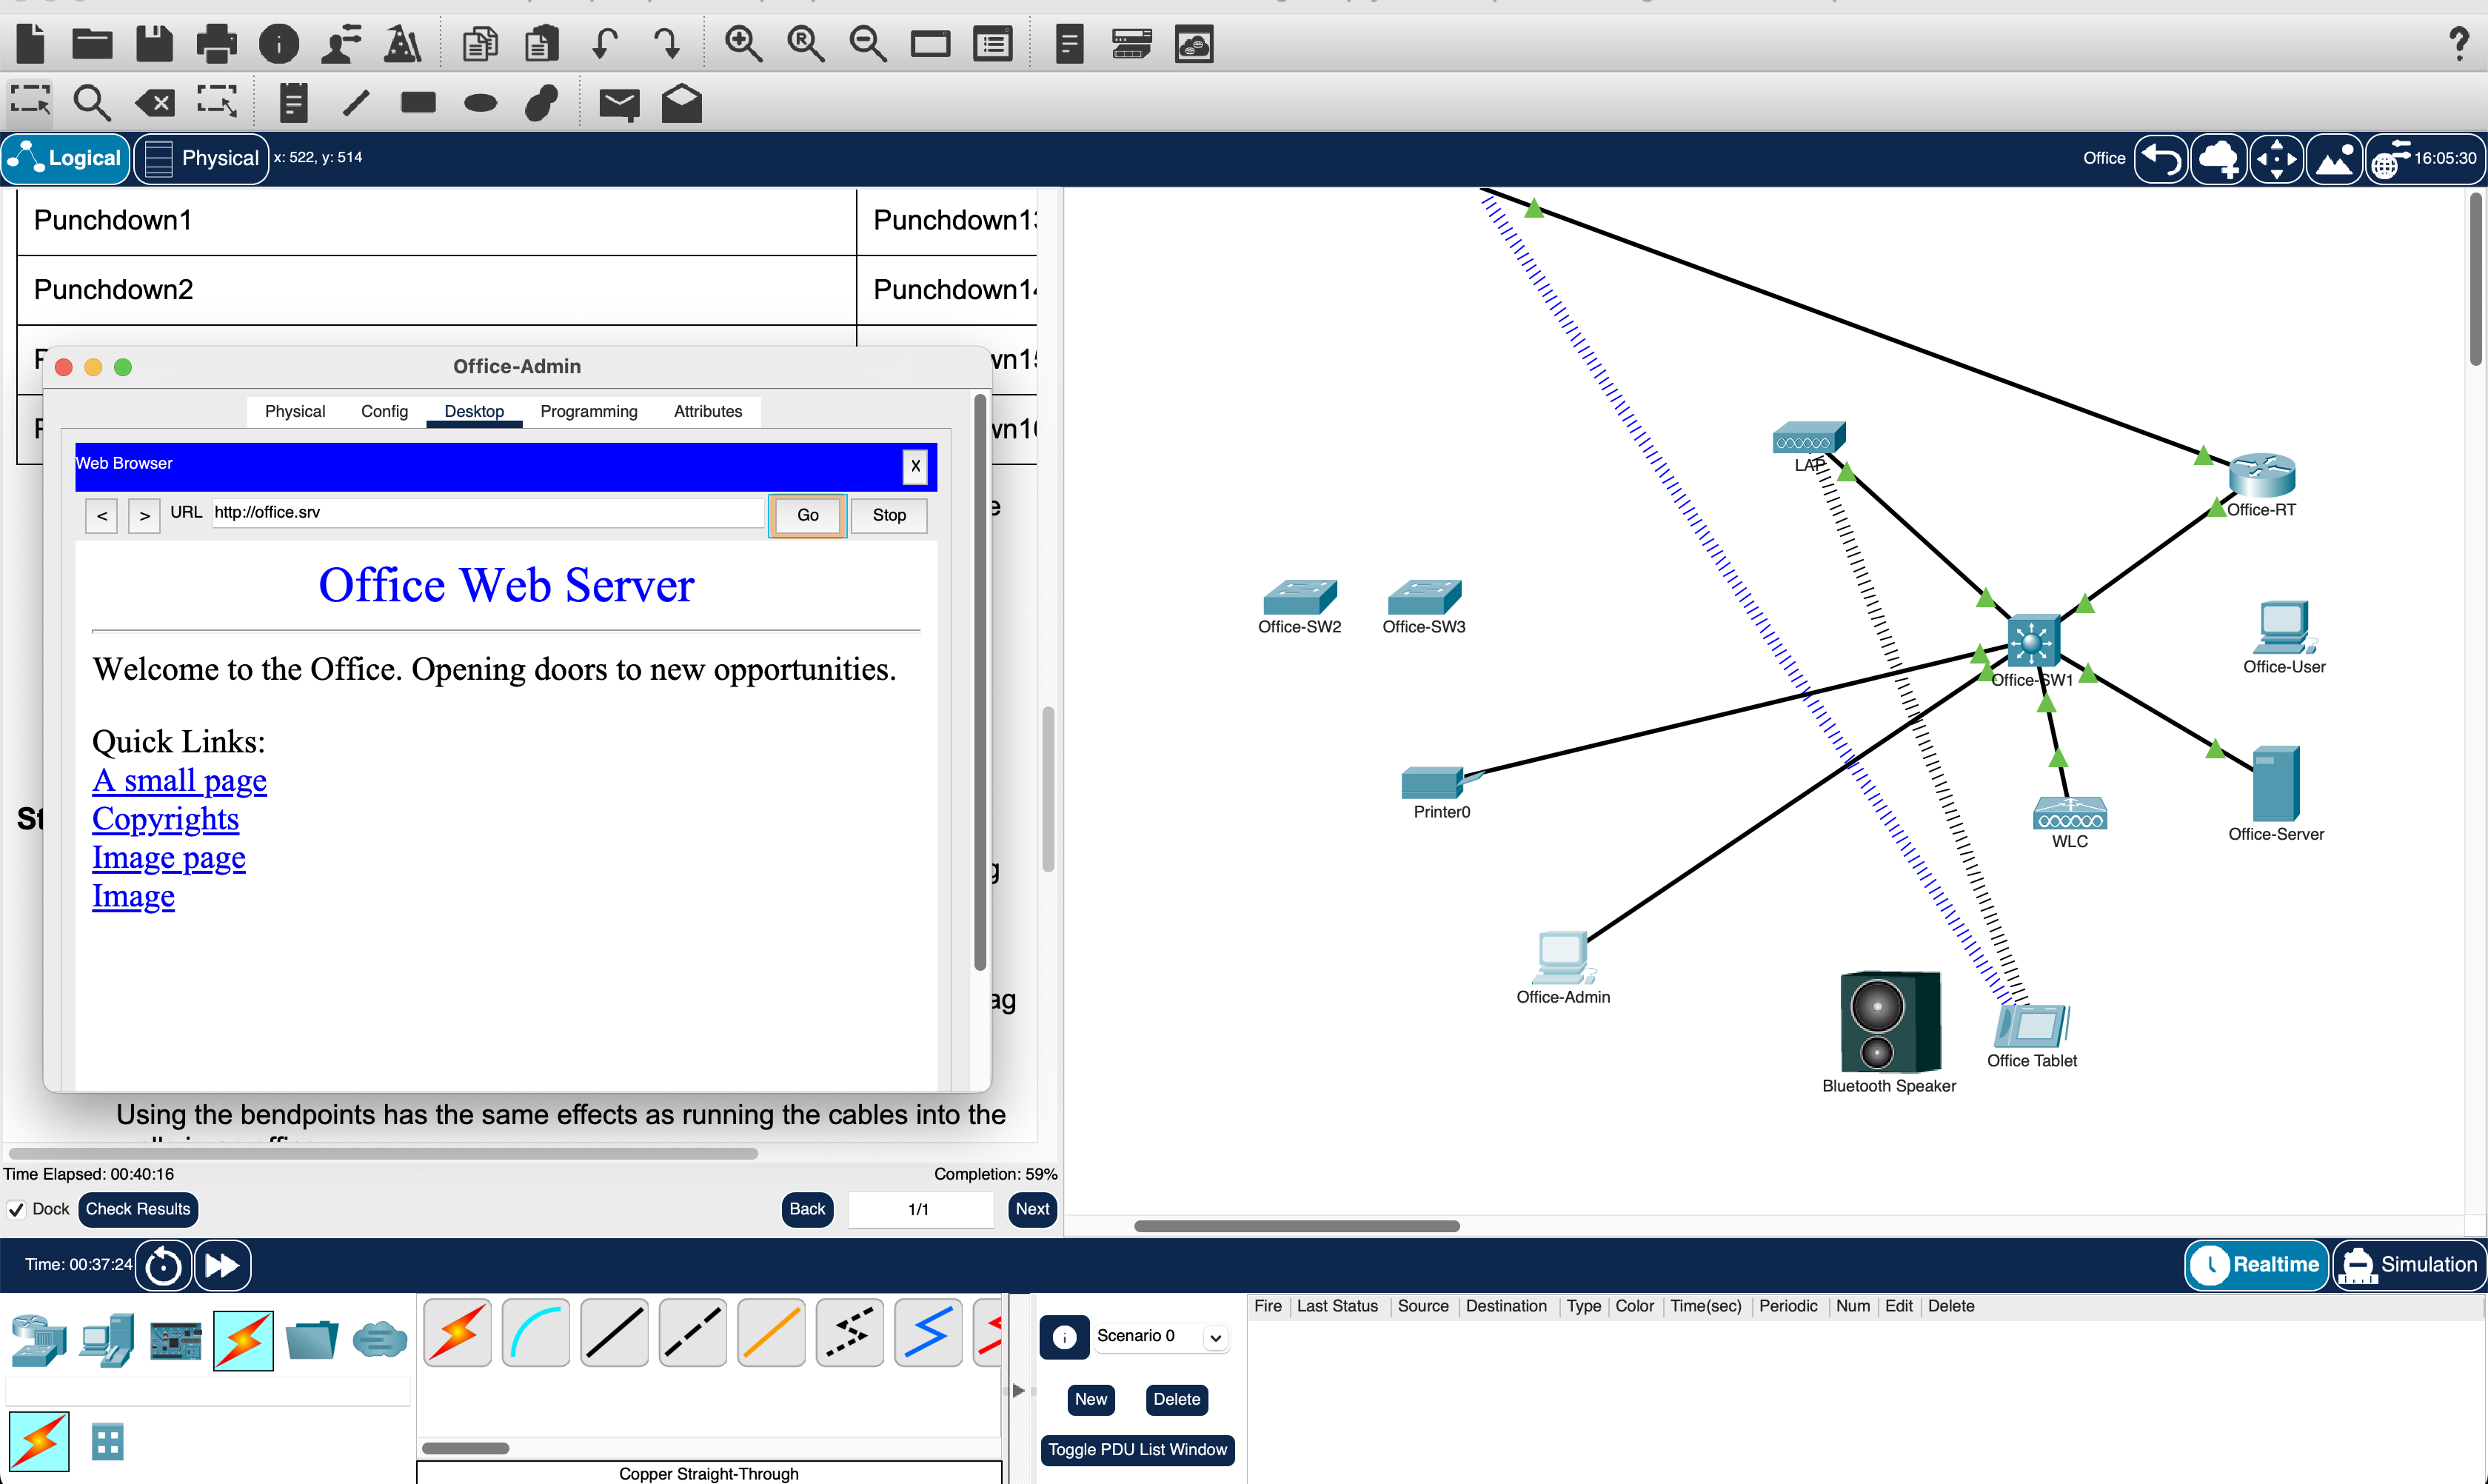 Logical
Physical
x: 522, y: 514
Office
16:05:30
Punchdown1
Punchdown13
Punchdown2
Punchdown14
Office-Admin
Physical Config Desktop Programming Attributes
Web Browser
X
< > URL http://office.srv Go Stop
Office Web Server
Welcome to the Office. Opening doors to new opportunities.
Quick Links:
A small page
Copyrights
Image page
Image
Using the bendpoints has the same effects as running the cables into the
Time Elapsed: 00:40:16
Completion: 59%
Dock
Check Results
Back
1/1
Next
LAP
Office-RT
Office-SW2
Office-SW3
Office-User
Office-SW1
Printer0
Office-Server
WLC
Office-Admin
Office Tablet
Bluetooth Speaker
Time: 00:37:24
Realtime
Simulation
Scenario 0
New
Delete
Toggle PDU List Window
Fire Last Status Source Destination Type Color Time(sec) Periodic Num Edit Delete
Copper Straight-Through